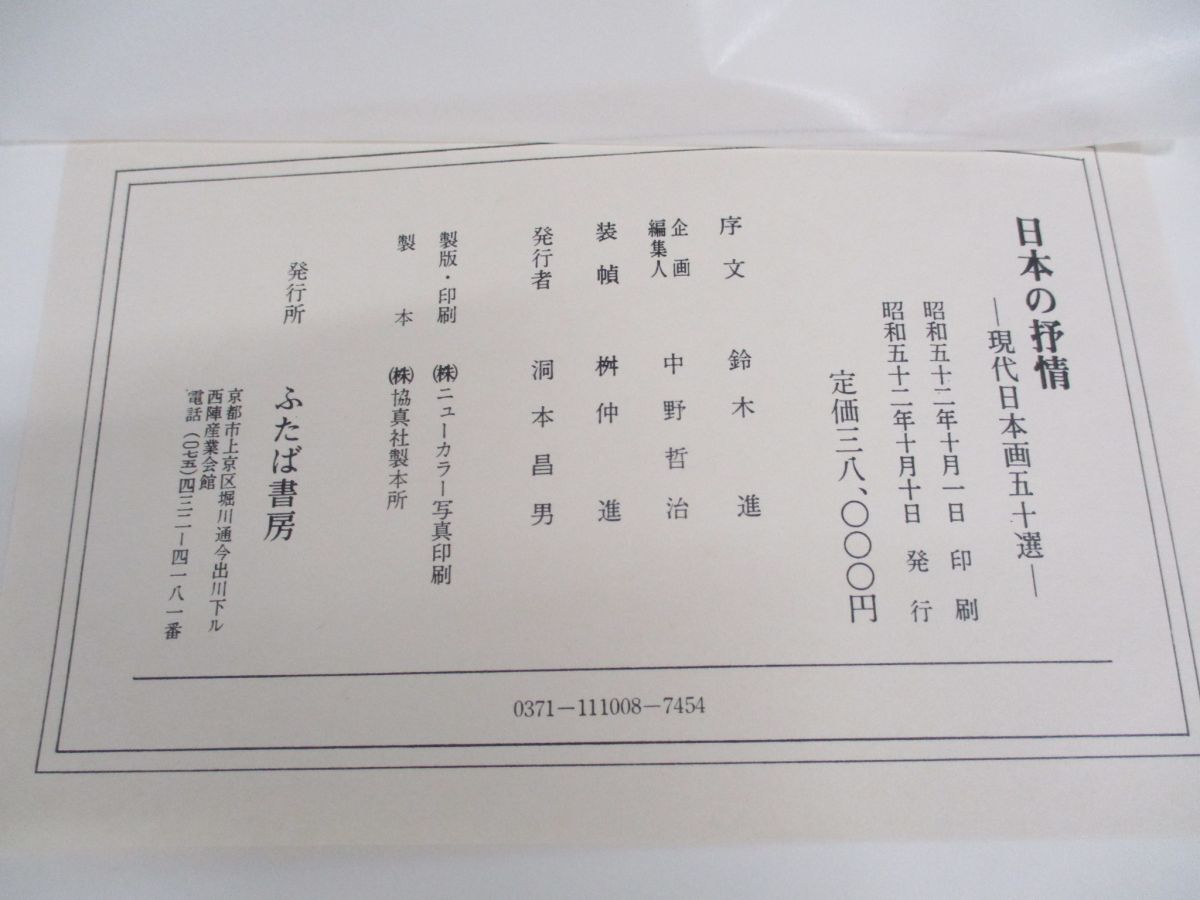 日本の抒情
―現代日本画五十選―
昭和五十二年十月一日 印刷
昭和五十二年十月十日 発行
定価三八、〇〇〇円
序文 鈴木進
企画
編集人 中野哲治
装幀 桝仲進
発行者 洞本昌男
製版・印刷 ㈱ニューカラー写真印刷
製本 ㈱協真社製本所
発行所 ふたば書房
京都市上京区堀川通今出川下ル
西陣産業会館
電話(〇七五)四三二―四一八一番
0371―111008―7454